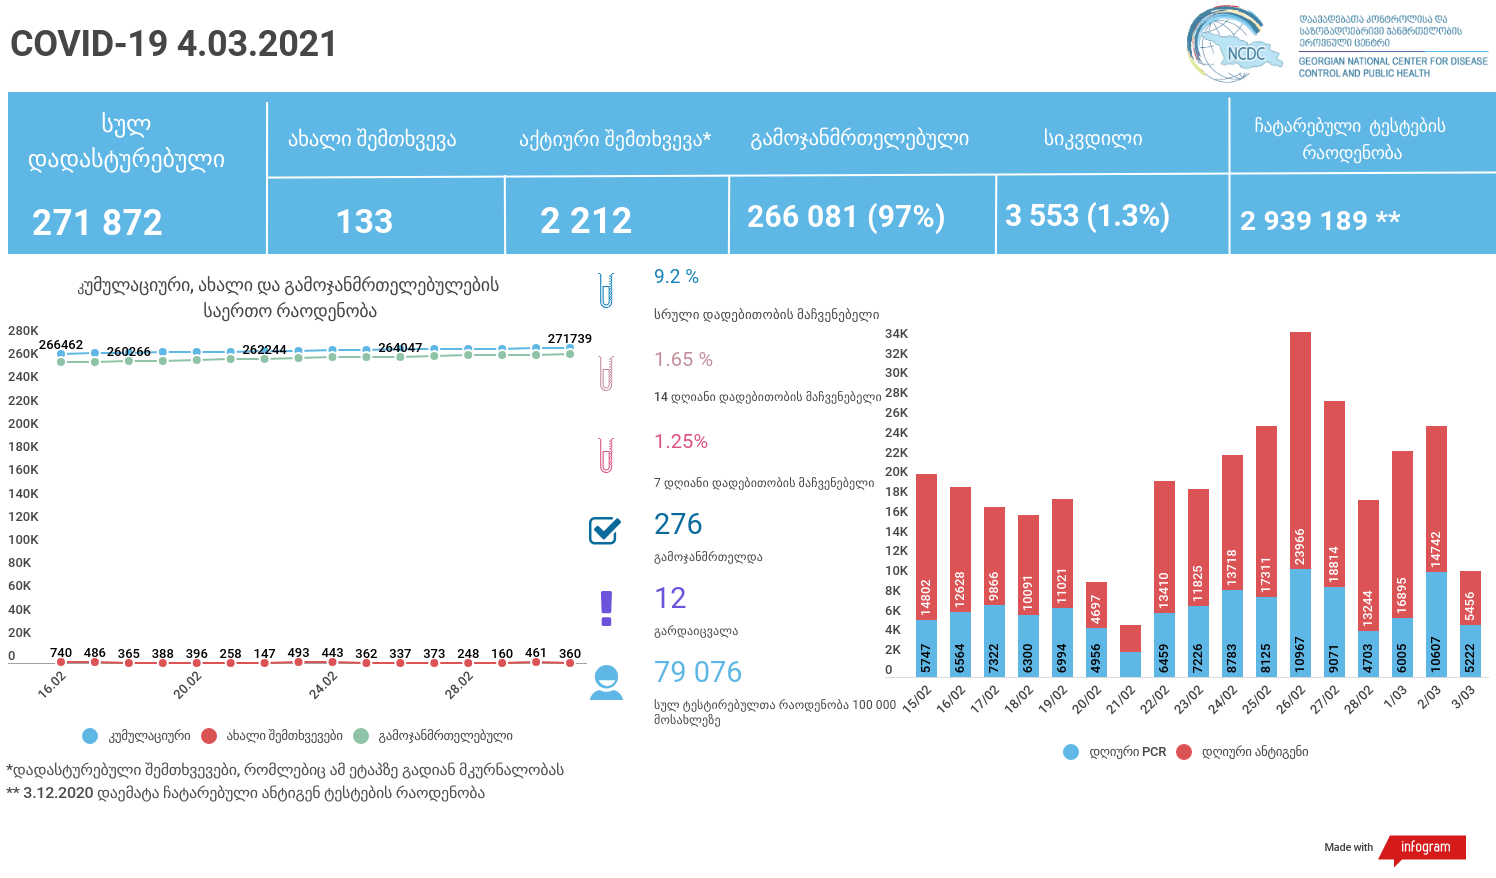 COVID-19 4.03.2021
NCDC
დაავადებათა კონტროლისა და
საზოგადოებრივი ჯანმრთელობის
ეროვნული ცენტრი
GEORGIAN NATIONAL CENTER FOR DISEASE
CONTROL AND PUBLIC HEALTH
სულ
დადასტურებული
271 872
ახალი შემთხვევა
133
აქტიური შემთხვევა*
2 212
გამოჯანმრთელებული
266 081 (97%)
სიკვდილი
3 553 (1.3%)
ჩატარებული ტესტების
რაოდენობა
2 939 189 **
კუმულაციური, ახალი და გამოჯანმრთელებულების
საერთო რაოდენობა
280K
260K
240K
220K
200K
180K
160K
140K
120K
100K
80K
60K
40K
20K
0
266462 260266 262244 264047 271739
740 486 365 388 396 258 147 493 443 362 337 373 248 160 461 360
16.02 20.02 24.02 28.02
კუმულაციური ახალი შემთხვევები გამოჯანმრთელებული
*დადასტურებული შემთხვევები, რომლებიც ამ ეტაპზე გადიან მკურნალობას
** 3.12.2020 დაემატა ჩატარებული ანტიგენ ტესტების რაოდენობა
9.2 %
სრული დადებითობის მაჩვენებელი
1.65 %
14 დღიანი დადებითობის მაჩვენებელი
1.25%
7 დღიანი დადებითობის მაჩვენებელი
276
გამოჯანმრთელდა
12
გარდაიცვალა
79 076
სულ ტესტირებულთა რაოდენობა 100 000
მოსახლეზე
34K
32K
30K
28K
26K
24K
22K
20K
18K
16K
14K
12K
10K
8K
6K
4K
2K
0
14802 12628 9866 10091 11021 4697 13410 11825 13718 17311 23966 18814 13244 16895 14742 5456
5747 6564 7322 6300 6994 4956 6459 7226 8783 8125 10967 9071 4703 6005 10607 5222
15/02 16/02 17/02 18/02 19/02 20/02 21/02 22/02 23/02 24/02 25/02 26/02 27/02 28/02 1/03 2/03 3/03
დღიური PCR დღიური ანტიგენი
Made with infogram